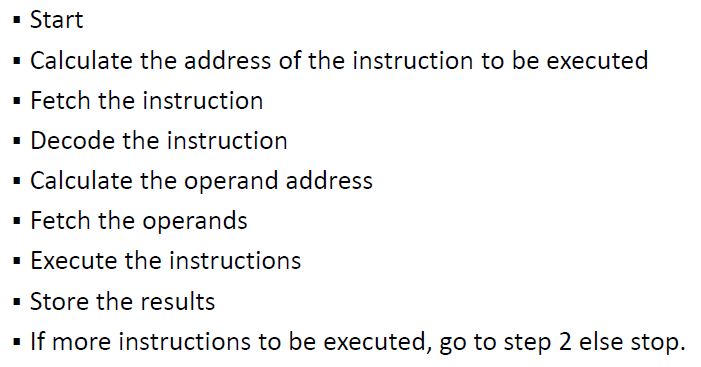 ▪ Start
▪ Calculate the address of the instruction to be executed
▪ Fetch the instruction
▪ Decode the instruction
▪ Calculate the operand address
▪ Fetch the operands
▪ Execute the instructions
▪ Store the results
▪ If more instructions to be executed, go to step 2 else stop.